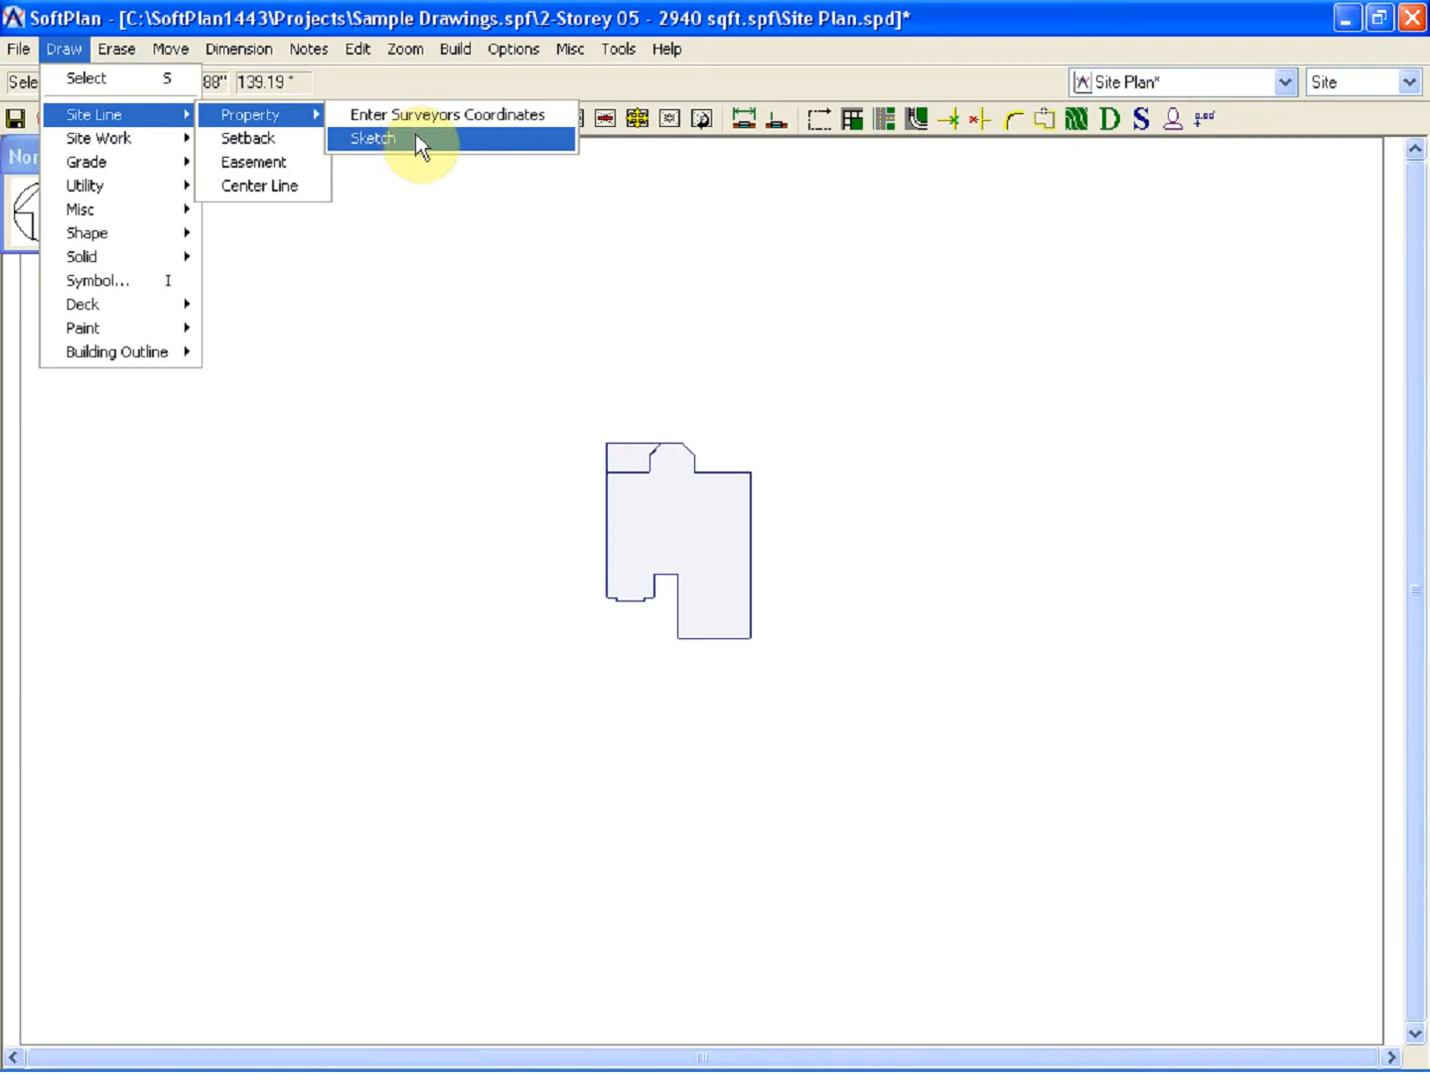 SoftPlan - [C:\SoftPlan1443\Projects\Sample Drawings.spf\2-Storey 05 - 2940 sqft.spf\Site Plan.spd]*
File Draw Erase Move Dimension Notes Edit Zoom Build Options Misc Tools Help
Sele 88" 139.19 ° Site Plan* Site
Select S
Site Line Property Enter Surveyors Coordinates
Site Work Setback Sketch
Grade Easement
Utility Center Line
Misc
Shape
Solid
Symbol... I
Deck
Paint
Building Outline
Nor
D S